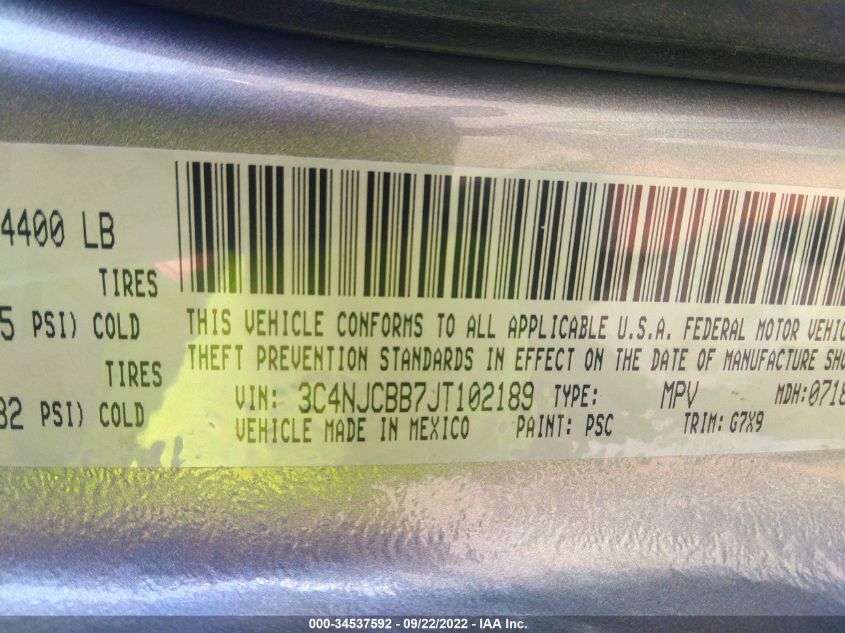 4400 LB
TIRES
5 PSI) COLD
TIRES
32 PSI) COLD
THIS VEHICLE CONFORMS TO ALL APPLICABLE U.S.A. FEDERAL MOTOR VEHIC
THEFT PREVENTION STANDARDS IN EFFECT ON THE DATE OF MANUFACTURE SHO
VIN: 3C4NJCBB7JT102189 TYPE: MPV MDH:0718
VEHICLE MADE IN MEXICO PAINT: PSC TRIM: G7X9
000-34537592 - 09/22/2022 - IAA Inc.